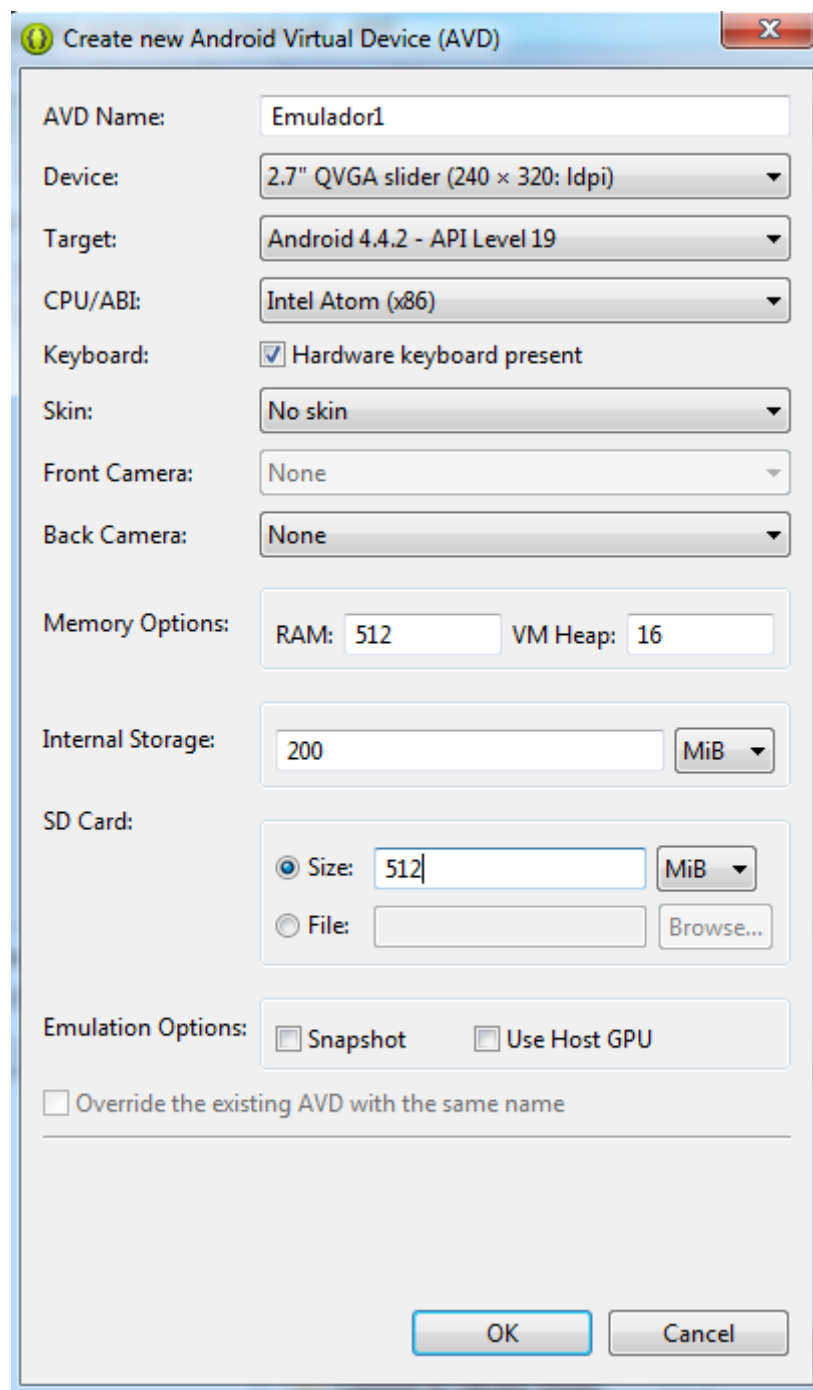 Create new Android Virtual Device (AVD)
X
AVD Name: Emulador1
Device: 2.7" QVGA slider (240 × 320: ldpi)
Target: Android 4.4.2 - API Level 19
CPU/ABI: Intel Atom (x86)
Keyboard: Hardware keyboard present
Skin: No skin
Front Camera: None
Back Camera: None
Memory Options: RAM: 512 VM Heap: 16
Internal Storage: 200 MiB
SD Card:
Size: 512 MiB
File: Browse...
Emulation Options: Snapshot Use Host GPU
Override the existing AVD with the same name
OK Cancel